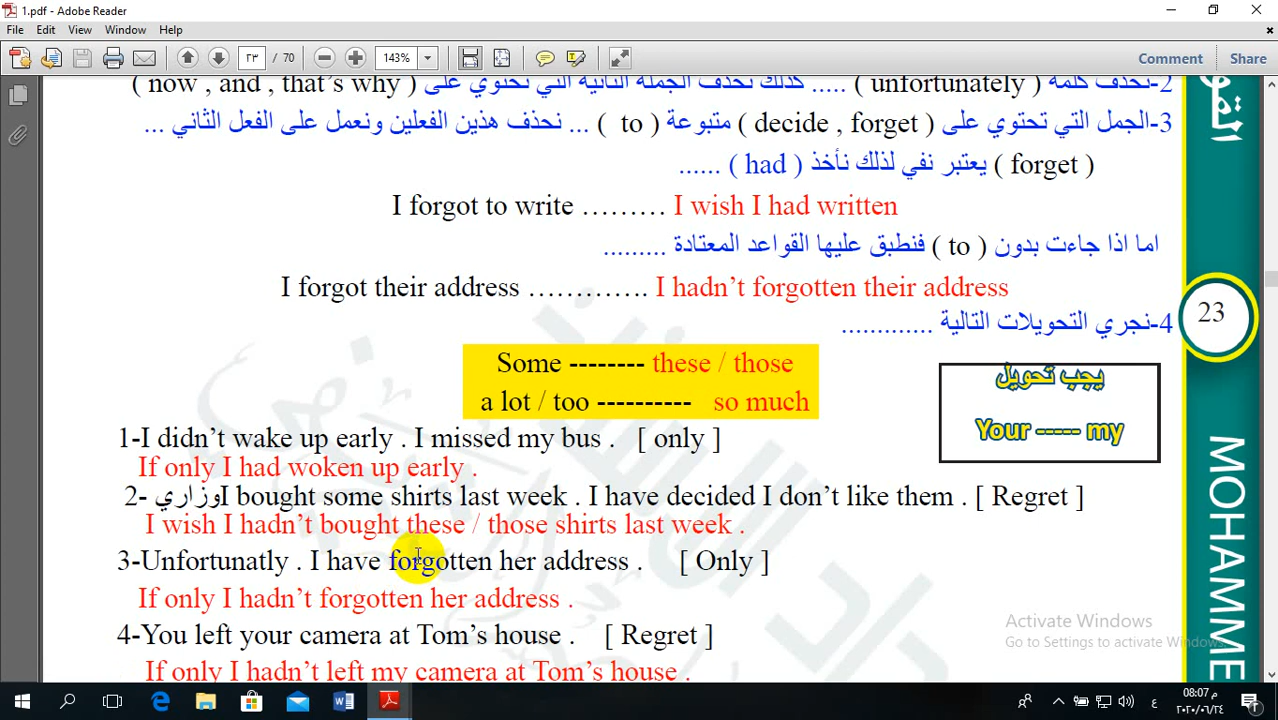 1.pdf - Adobe Reader
File Edit View Window Help
٢٣ / 70 143% Comment Share
2-نحذف كلمة ( unfortunately ) ..... كذلك نحذف الجملة الثانية التي تحتوي على ( now , and , that's why )
3-الجمل التي تحتوي على ( decide , forget ) متبوعة ( to ) ... نحذف هذين الفعلين ونعمل على الفعل الثاني ...
( forget ) يعتبر نفي لذلك نأخذ ( had ) ......
I forgot to write ……… I wish I had written
اما اذا جاءت بدون ( to ) فنطبق عليها القواعد المعتادة .........
I forgot their address …………. I hadn't forgotten their address
4-نجري التحويلات التالية .............
Some -------- these / those
a lot / too ---------- so much
يجب تحويل
Your ----- my
1-I didn't wake up early . I missed my bus . [ only ]
If only I had woken up early .
2- وزاري I bought some shirts last week . I have decided I don't like them . [ Regret ]
I wish I hadn't bought these / those shirts last week .
3-Unfortunatly . I have forgotten her address . [ Only ]
If only I hadn't forgotten her address .
4-You left your camera at Tom's house . [ Regret ]
If only I hadn't left my camera at Tom's house .
23
MOHAMME
Activate Windows
Go to Settings to activate Windows.
08:07 م
٢٠٢٠/٠٦/٢٤
ع